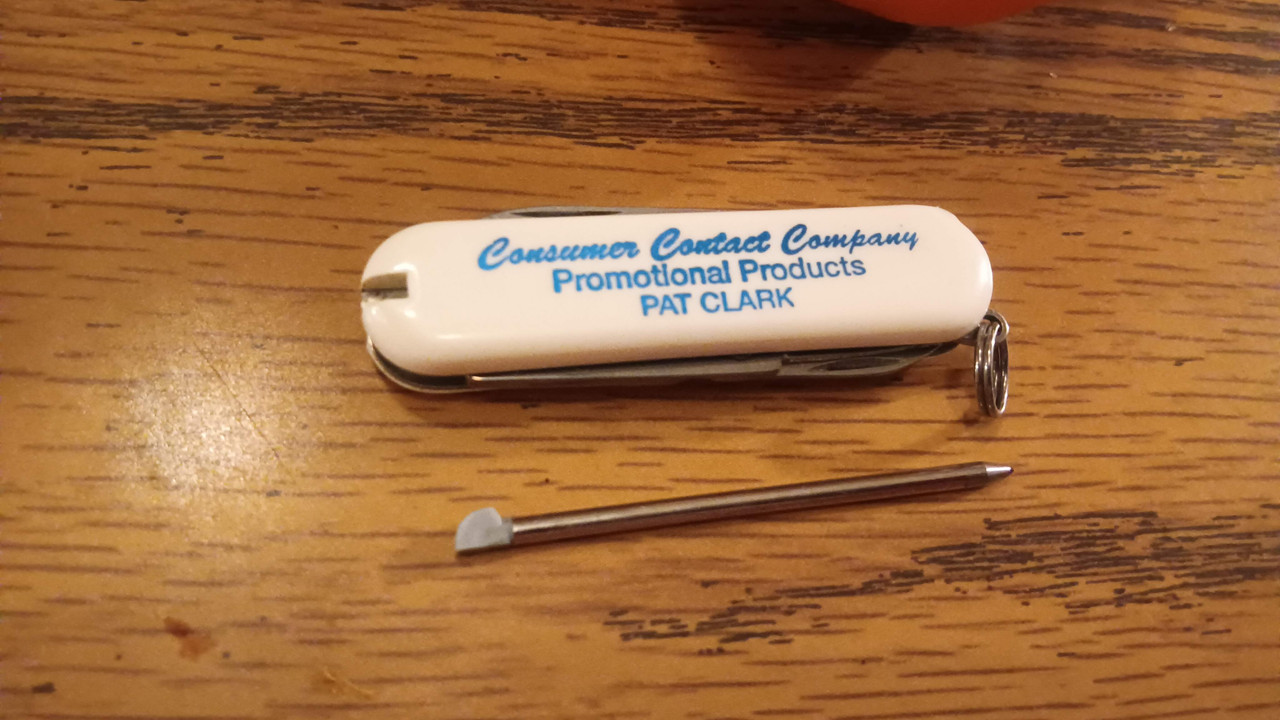 Consumer Contact Company
Promotional Products
PAT CLARK